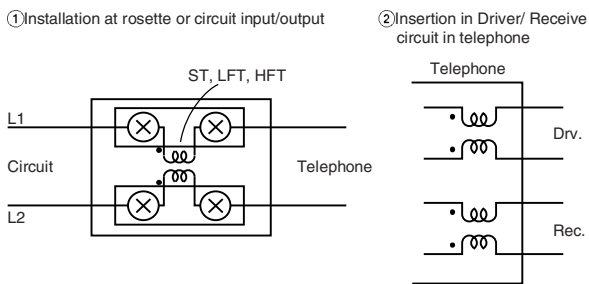 ①Installation at rosette or circuit input/output
②Insertion in Driver/ Receive
circuit in telephone
ST, LFT, HFT
L1
Circuit
Telephone
L2
Telephone
Drv.
Rec.